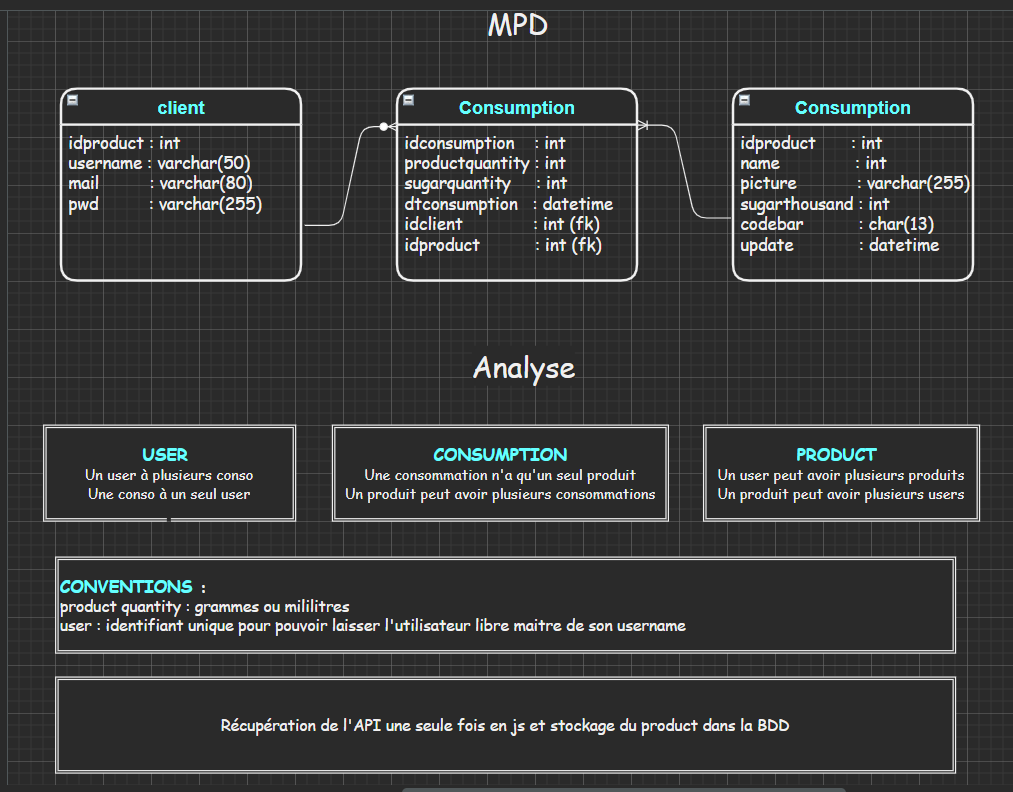 MPD
client
idproduct : int
username : varchar(50)
mail : varchar(80)
pwd : varchar(255)
Consumption
idconsumption : int
productquantity : int
sugarquantity : int
dtconsumption : datetime
idclient : int (fk)
idproduct : int (fk)
Consumption
idproduct : int
name : int
picture : varchar(255)
sugarthousand : int
codebar : char(13)
update : datetime
Analyse
USER
Un user à plusieurs conso
Une conso à un seul user
CONSUMPTION
Une consommation n'a qu'un seul produit
Un produit peut avoir plusieurs consommations
PRODUCT
Un user peut avoir plusieurs produits
Un produit peut avoir plusieurs users
CONVENTIONS :
product quantity : grammes ou mililitres
user : identifiant unique pour pouvoir laisser l'utilisateur libre maitre de son username
Récupération de l'API une seule fois en js et stockage du product dans la BDD